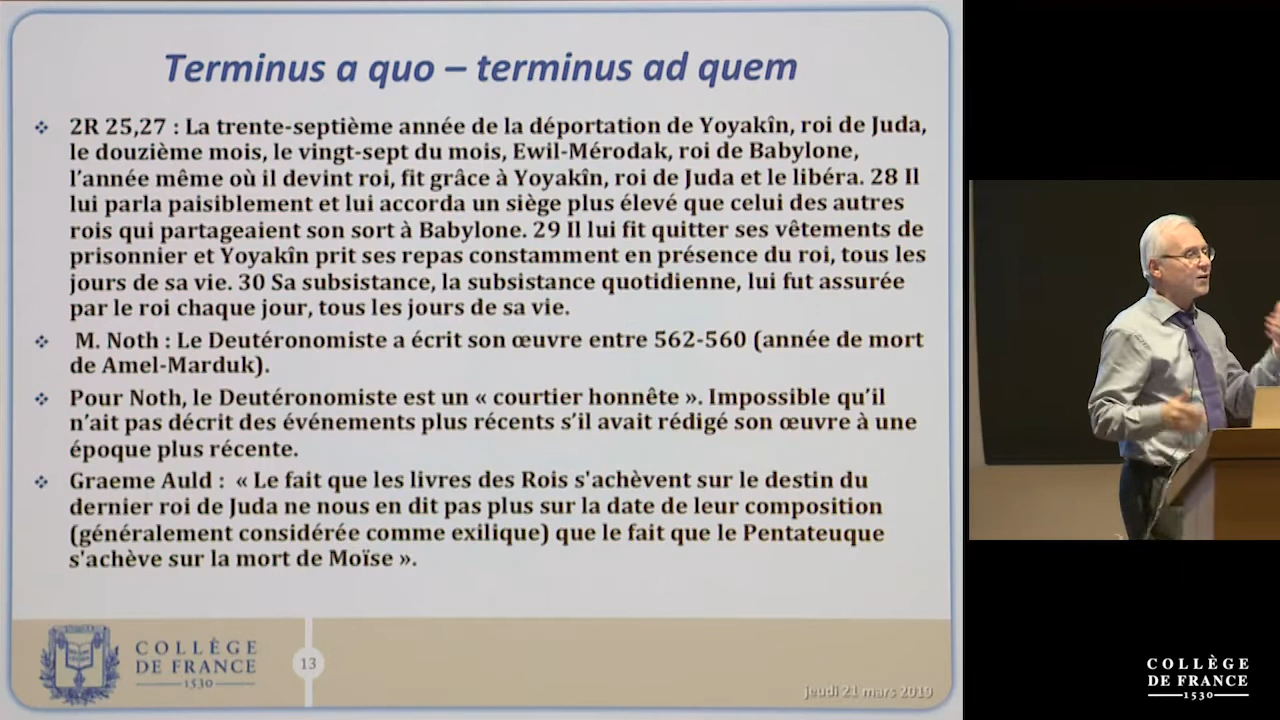 Terminus a quo – terminus ad quem
❖ 2R 25,27 : La trente-septième année de la déportation de Yoyakîn, roi de Juda,
le douzième mois, le vingt-sept du mois, Ewil-Mérodak, roi de Babylone,
l'année même où il devint roi, fit grâce à Yoyakîn, roi de Juda et le libéra. 28 Il
lui parla paisiblement et lui accorda un siège plus élevé que celui des autres
rois qui partageaient son sort à Babylone. 29 Il lui fit quitter ses vêtements de
prisonnier et Yoyakîn prit ses repas constamment en présence du roi, tous les
jours de sa vie. 30 Sa subsistance, la subsistance quotidienne, lui fut assurée
par le roi chaque jour, tous les jours de sa vie.
❖ M. Noth : Le Deutéronomiste a écrit son œuvre entre 562-560 (année de mort
de Amel-Marduk).
❖ Pour Noth, le Deutéronomiste est un « courtier honnête ». Impossible qu'il
n'ait pas décrit des événements plus récents s'il avait rédigé son œuvre à une
époque plus récente.
❖ Graeme Auld : « Le fait que les livres des Rois s'achèvent sur le destin du
dernier roi de Juda ne nous en dit pas plus sur la date de leur composition
(généralement considérée comme exilique) que le fait que le Pentateuque
s'achève sur la mort de Moïse ».
COLLÈGE
DE FRANCE
1530
13
jeudi 21 mars 2019
COLLÈGE
DE FRANCE
1530